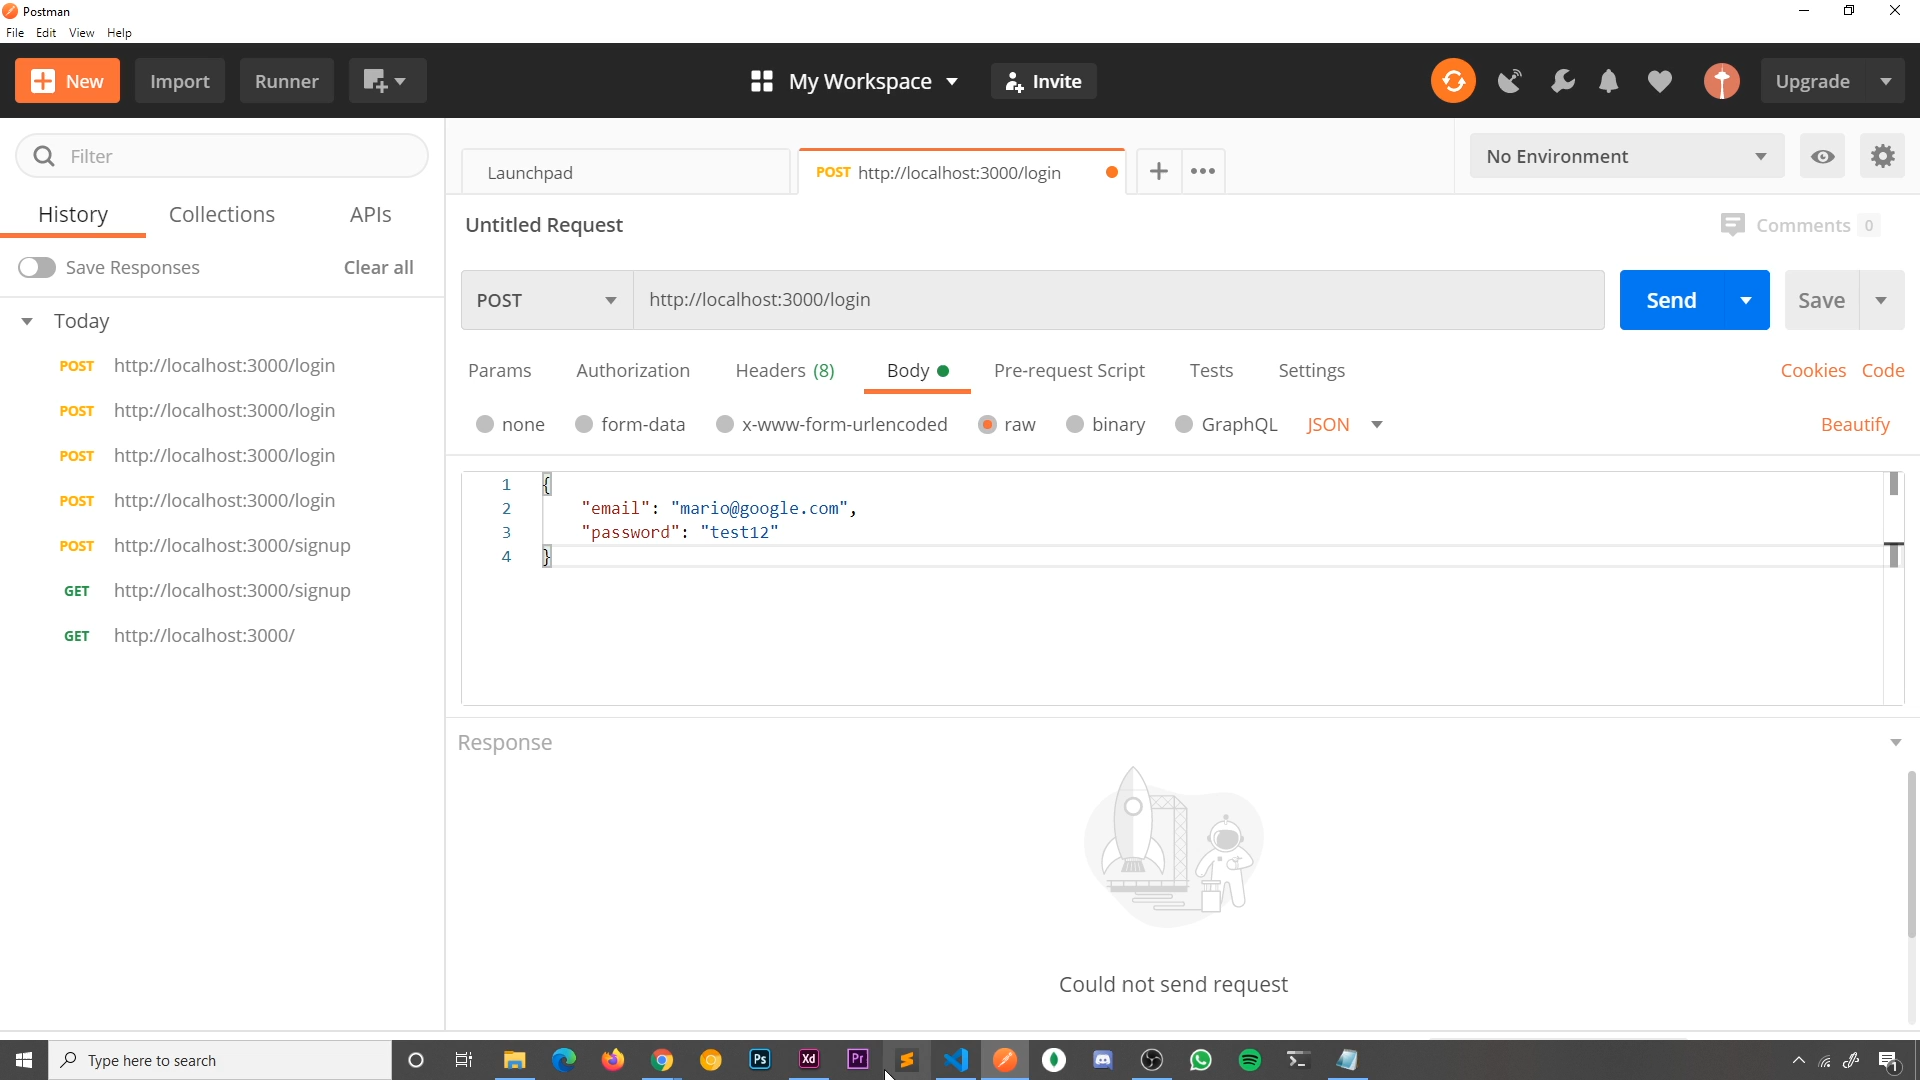 Postman
File Edit View Help
New Import Runner My Workspace Invite Upgrade
Filter
History Collections APIs
Save Responses Clear all
Today
POST http://localhost:3000/login
POST http://localhost:3000/login
POST http://localhost:3000/login
POST http://localhost:3000/login
POST http://localhost:3000/signup
GET http://localhost:3000/signup
GET http://localhost:3000/
Launchpad POST http://localhost:3000/login
No Environment
Untitled Request Comments 0
POST http://localhost:3000/login Send Save
Params Authorization Headers (8) Body Pre-request Script Tests Settings Cookies Code
none form-data x-www-form-urlencoded raw binary GraphQL JSON Beautify
1 {
2 "email": "mario@google.com",
3 "password": "test12"
4 }
Response
Could not send request
Type here to search Ps Xd Pr 1